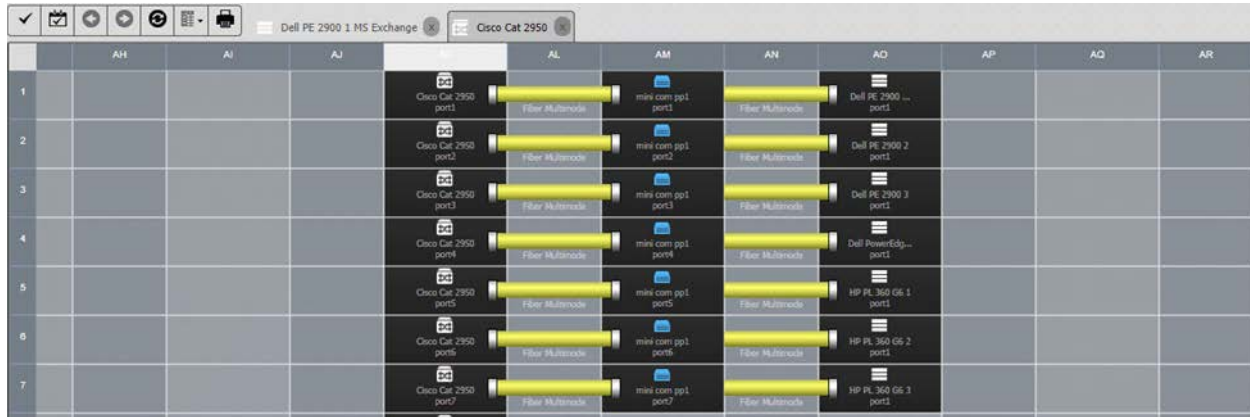 Dell PE 2900 1 MS Exchange x Cisco Cat 2950 x
AH AI AJ AL AM AN AO AP AQ AR
1
Cisco Cat 2950 mini com pp1 Dell PE 2900 ...
port1 Fiber Multimode port1 Fiber Multimode port1
2
Cisco Cat 2950 mini com pp1 Dell PE 2900 2
port2 Fiber Multimode port2 Fiber Multimode port1
3
Cisco Cat 2950 mini com pp1 Dell PE 2900 3
port3 Fiber Multimode port3 Fiber Multimode port1
4
Cisco Cat 2950 mini com pp1 Dell PowerEdg...
port4 Fiber Multimode port4 Fiber Multimode port1
5
Cisco Cat 2950 mini com pp1 HP PL 360 G6 1
port5 Fiber Multimode port5 Fiber Multimode port1
6
Cisco Cat 2950 mini com pp1 HP PL 360 G6 2
port6 Fiber Multimode port6 Fiber Multimode port1
7
Cisco Cat 2950 mini com pp1 HP PL 360 G6 3
port7 Fiber Multimode port7 Fiber Multimode port1